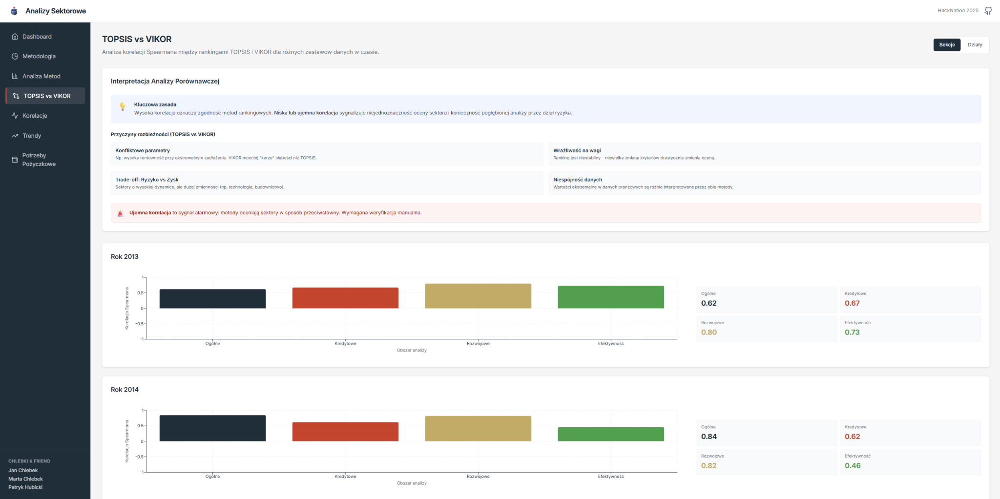 Analizy Sektorowe
HackNation 2025
Dashboard
Metodologia
Analiza Metod
TOPSIS vs VIKOR
Korelacje
Trendy
Potrzeby
Pożyczkowe
CHLEBKI & FRIEND
Jan Chlebek
Marta Chlebek
Patryk Hubicki
TOPSIS vs VIKOR
Analiza korelacji Spearmana między rankingami TOPSIS i VIKOR dla różnych zestawów danych w czasie.
Sekcje
Działy
Interpretacja Analizy Porównawczej
Kluczowa zasada
Wysoka korelacja oznacza zgodność metod rankingowych. Niska lub ujemna korelacja sygnalizuje niejednoznaczność oceny sektora i konieczność pogłębionej analizy przez dział ryzyka.
Przyczyny rozbieżności (TOPSIS vs VIKOR)
Konfliktowe parametry
Np. wysoka rentowność przy ekstremalnym zadłużeniu. VIKOR mocniej "karze" słabości niż TOPSIS.
Wrażliwość na wagi
Ranking jest niestabilny – niewielka zmiana kryteriów drastycznie zmienia ocenę.
Trade-off: Ryzyko vs Zysk
Sektory o wysokiej dynamice, ale dużej zmienności (np. technologie, budownictwo).
Niespójność danych
Wartości ekstremalne w danych branżowych są różnie interpretowane przez obie metody.
Ujemna korelacja to sygnał alarmowy: metody oceniają sektory w sposób przeciwstawny. Wymagana weryfikacja manualna.
Rok 2013
Korelacja Spearmana
1
0.5
0
-0.5
-1
Ogólne
Kredytowe
Rozwojowe
Efektywność
Obszar analizy
Ogólne
0.62
Kredytowe
0.67
Rozwojowe
0.80
Efektywność
0.73
Rok 2014
Korelacja Spearmana
1
0.5
0
-0.5
-1
Ogólne
Kredytowe
Rozwojowe
Efektywność
Obszar analizy
Ogólne
0.84
Kredytowe
0.62
Rozwojowe
0.82
Efektywność
0.46